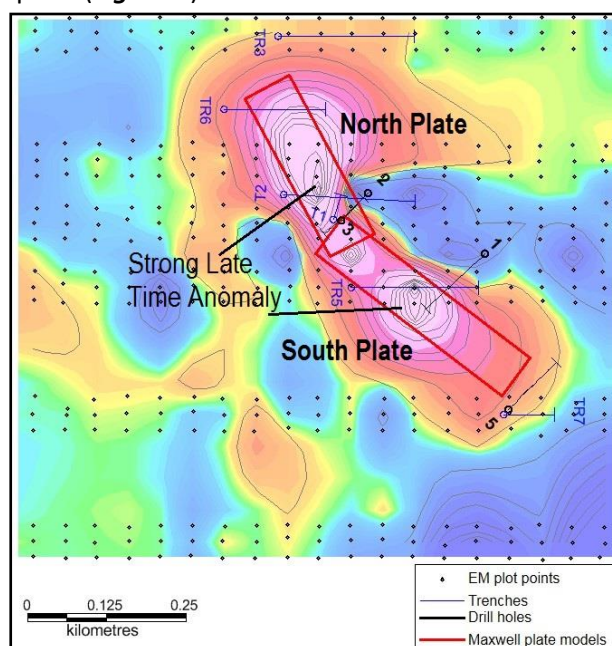 TR3
TR6
North Plate
T2
2
T1
3
1
Strong Late
Time Anomaly
TR5
South Plate
5
TR7
0 0.125 0.25
kilometres
EM plot points
Trenches
Drill holes
Maxwell plate models